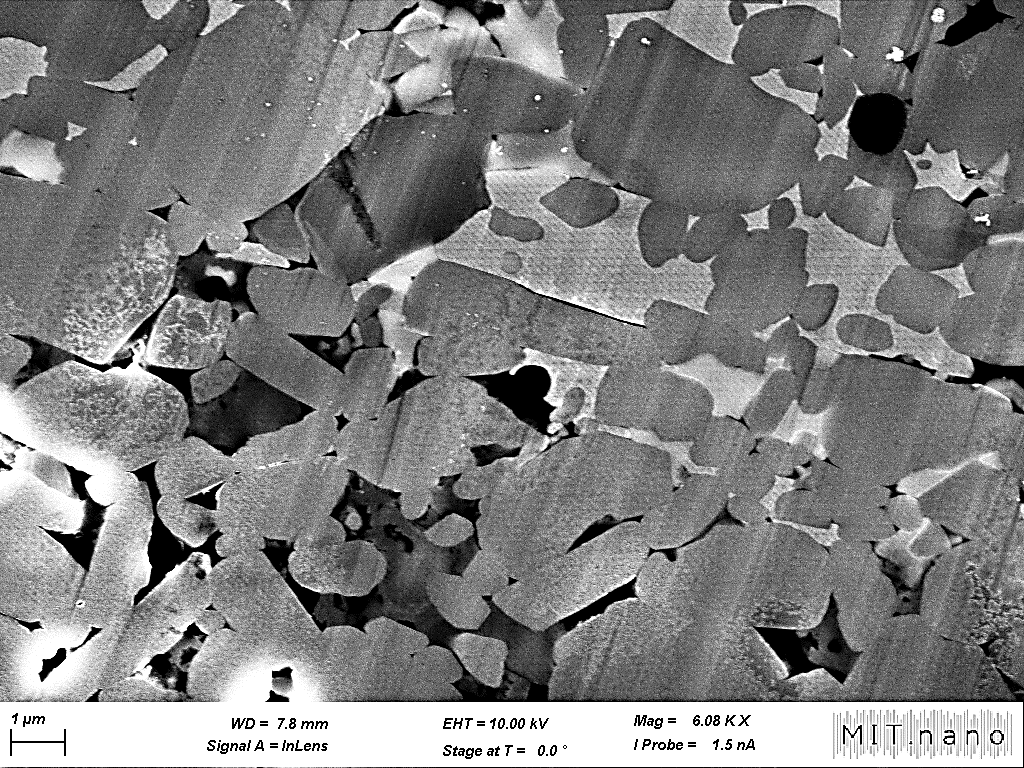 1 µm
WD = 7.8 mm
Signal A = InLens
EHT = 10.00 kV
Stage at T = 0.0 °
Mag = 6.08 K X
I Probe = 1.5 nA
MIT.nano